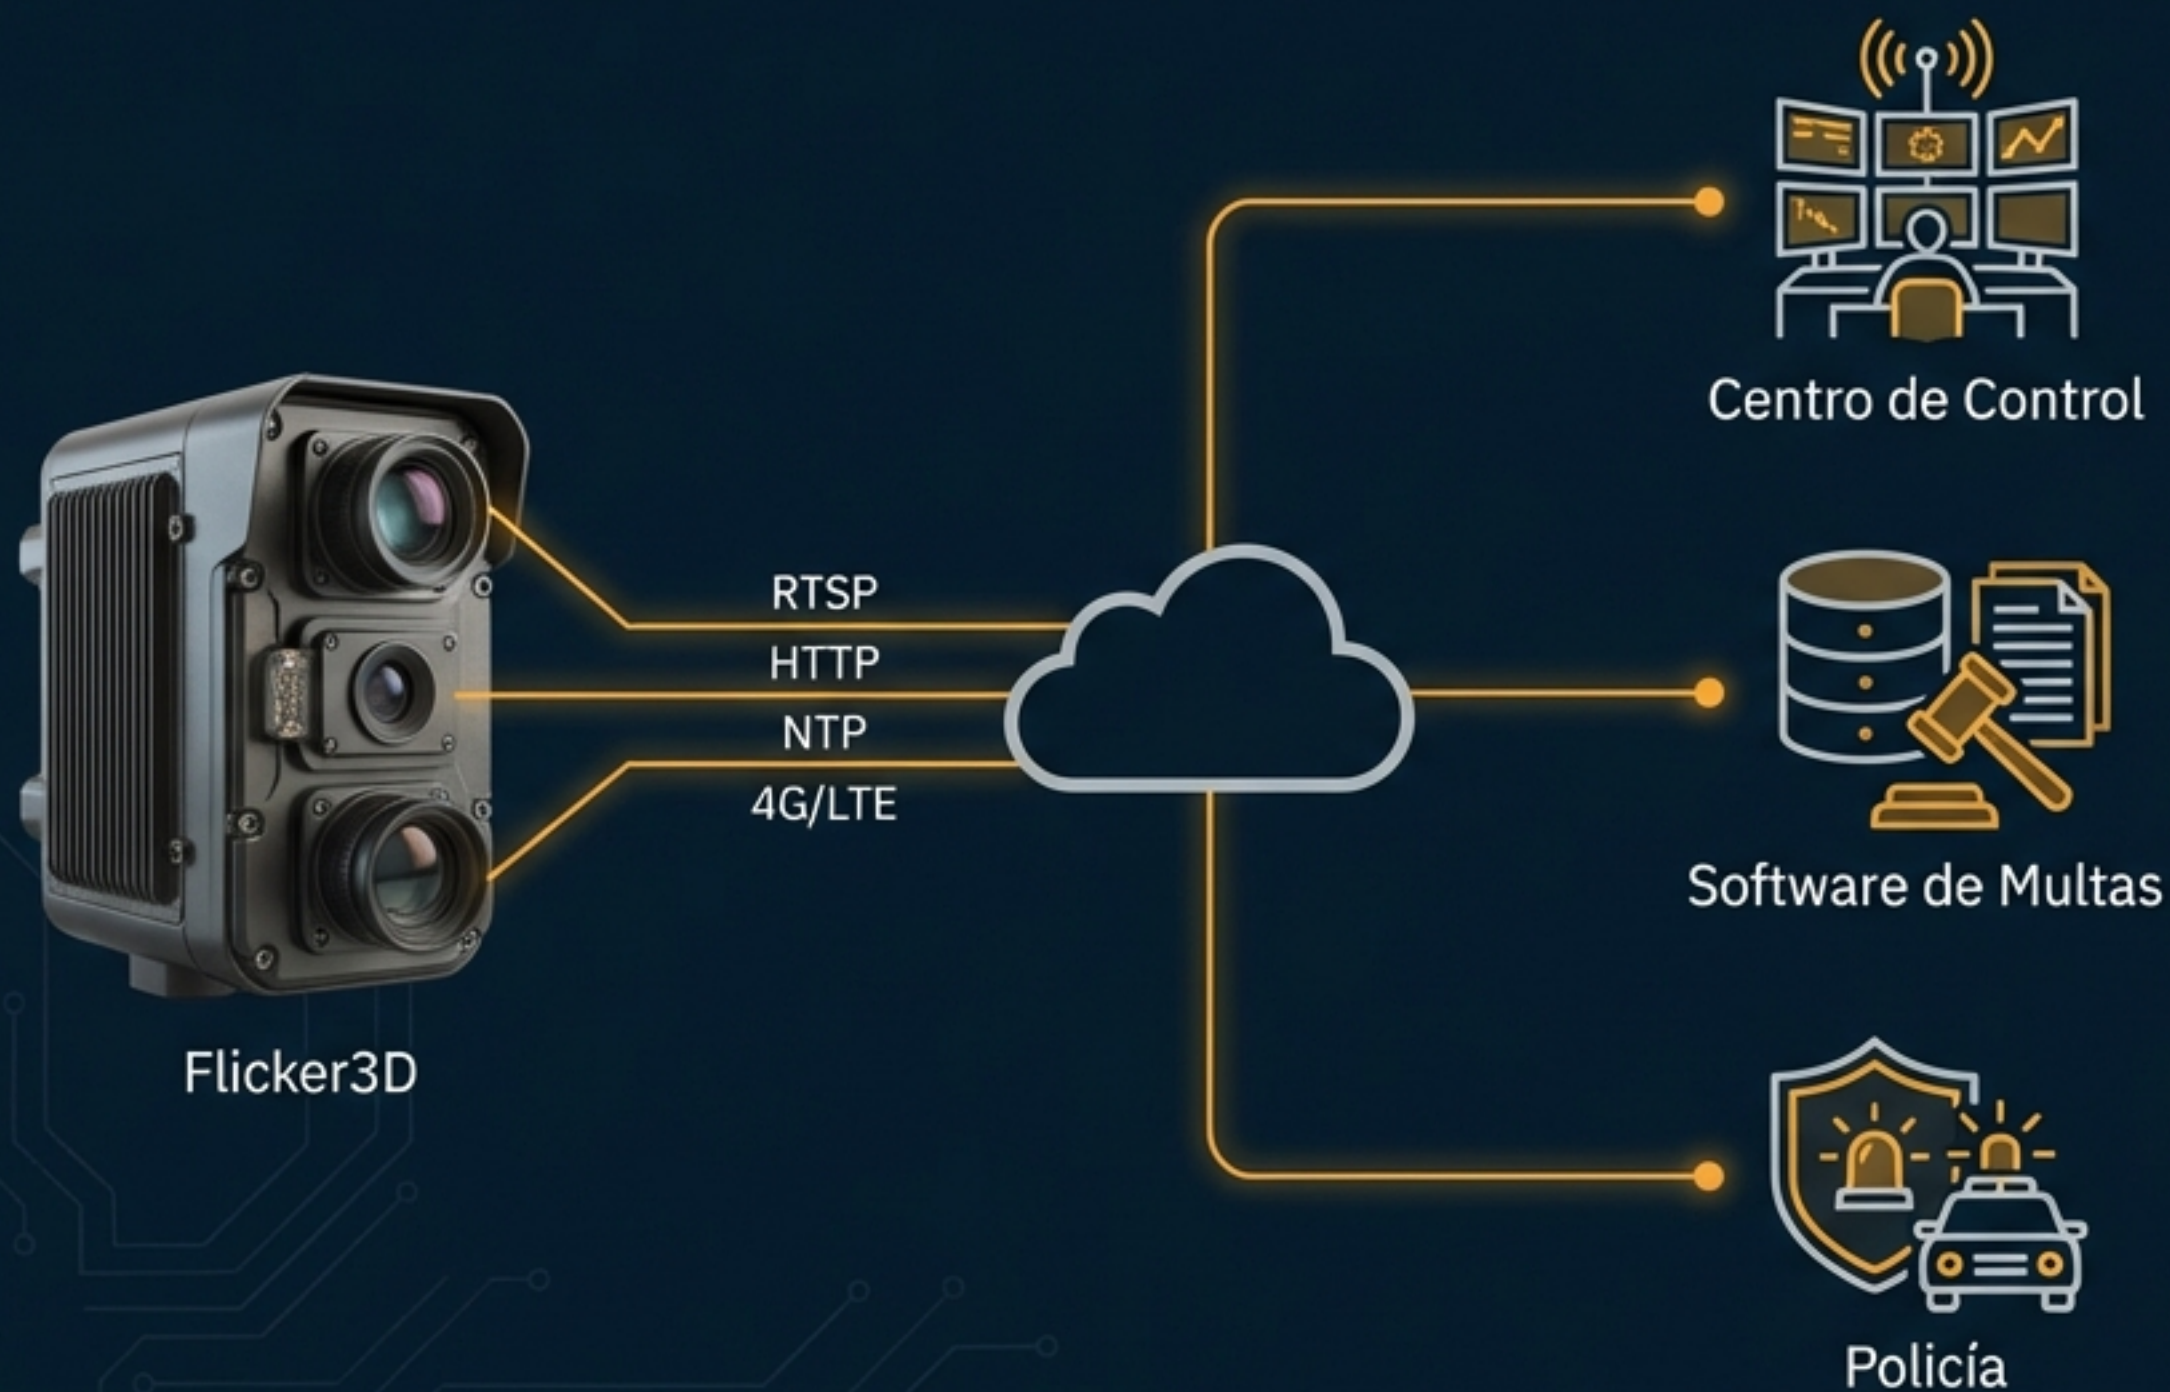 Centro de Control
RTSP
HTTP
NTP
4G/LTE
Software de Multas
Flicker3D
Policía